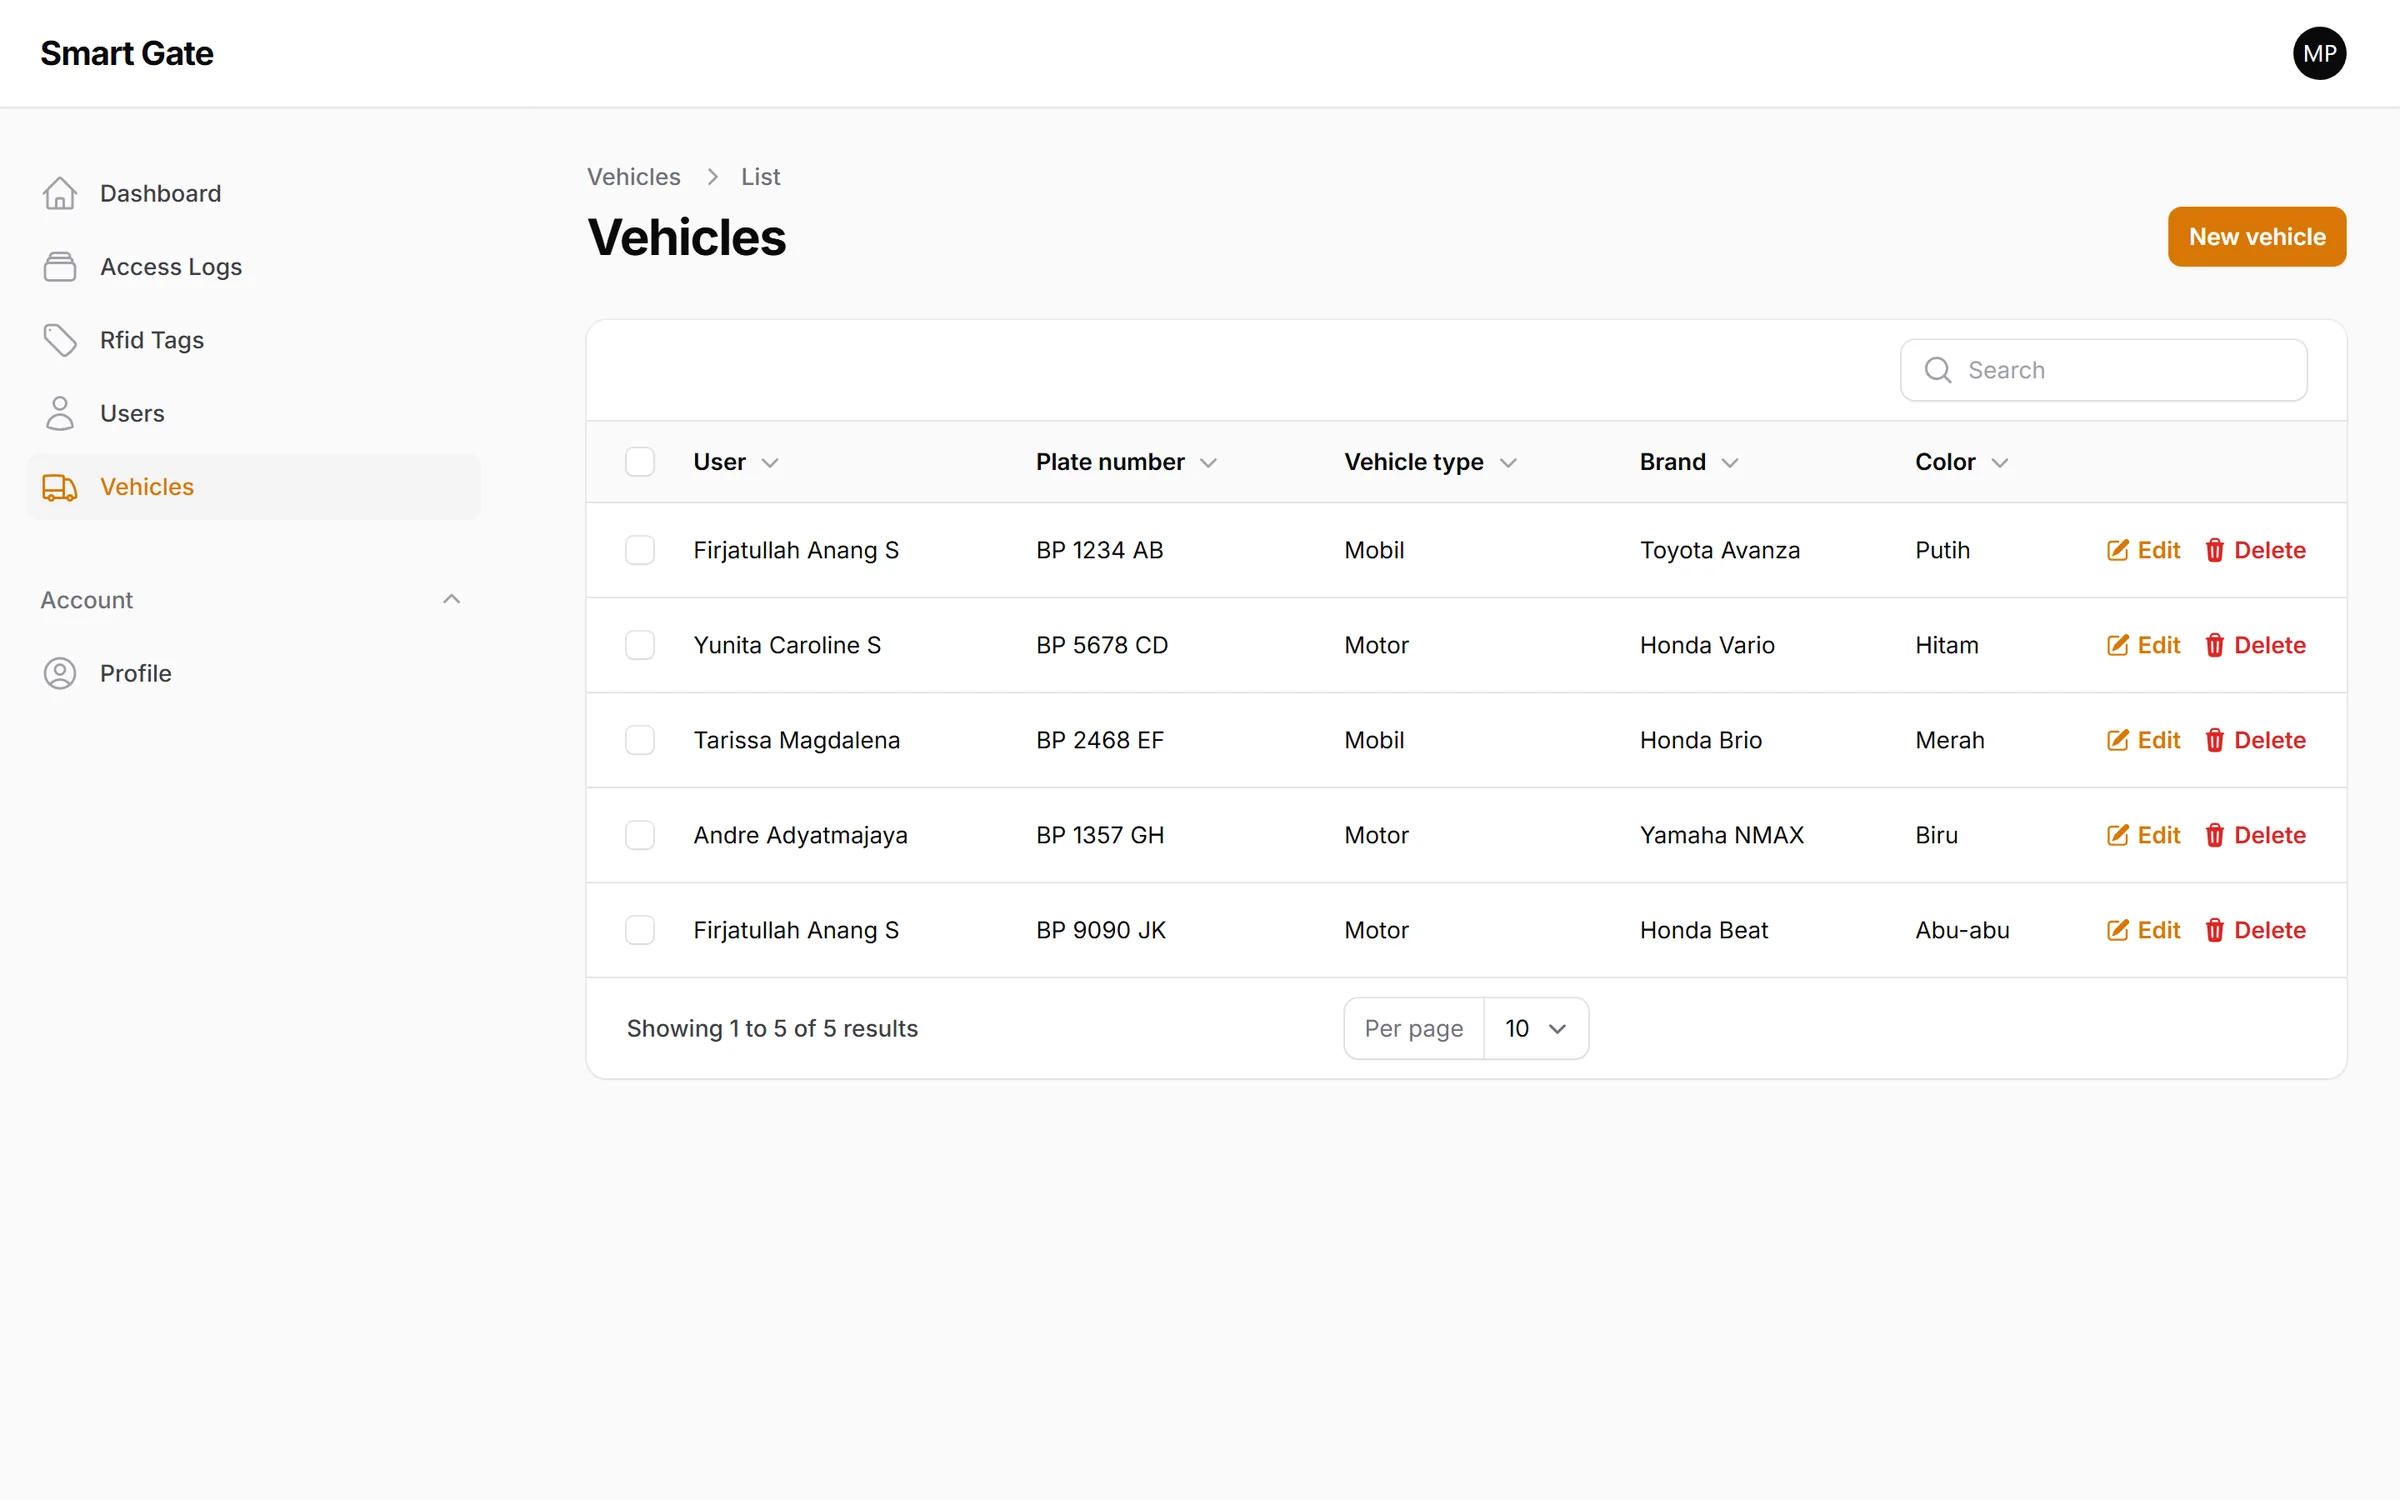 Smart Gate
MP
Dashboard
Access Logs
Rfid Tags
Users
Vehicles
Account
Profile
Vehicles > List
Vehicles
New vehicle
Search
User Plate number Vehicle type Brand Color
Firjatullah Anang S BP 1234 AB Mobil Toyota Avanza Putih Edit Delete
Yunita Caroline S BP 5678 CD Motor Honda Vario Hitam Edit Delete
Tarissa Magdalena BP 2468 EF Mobil Honda Brio Merah Edit Delete
Andre Adyatmajaya BP 1357 GH Motor Yamaha NMAX Biru Edit Delete
Firjatullah Anang S BP 9090 JK Motor Honda Beat Abu-abu Edit Delete
Showing 1 to 5 of 5 results
Per page 10